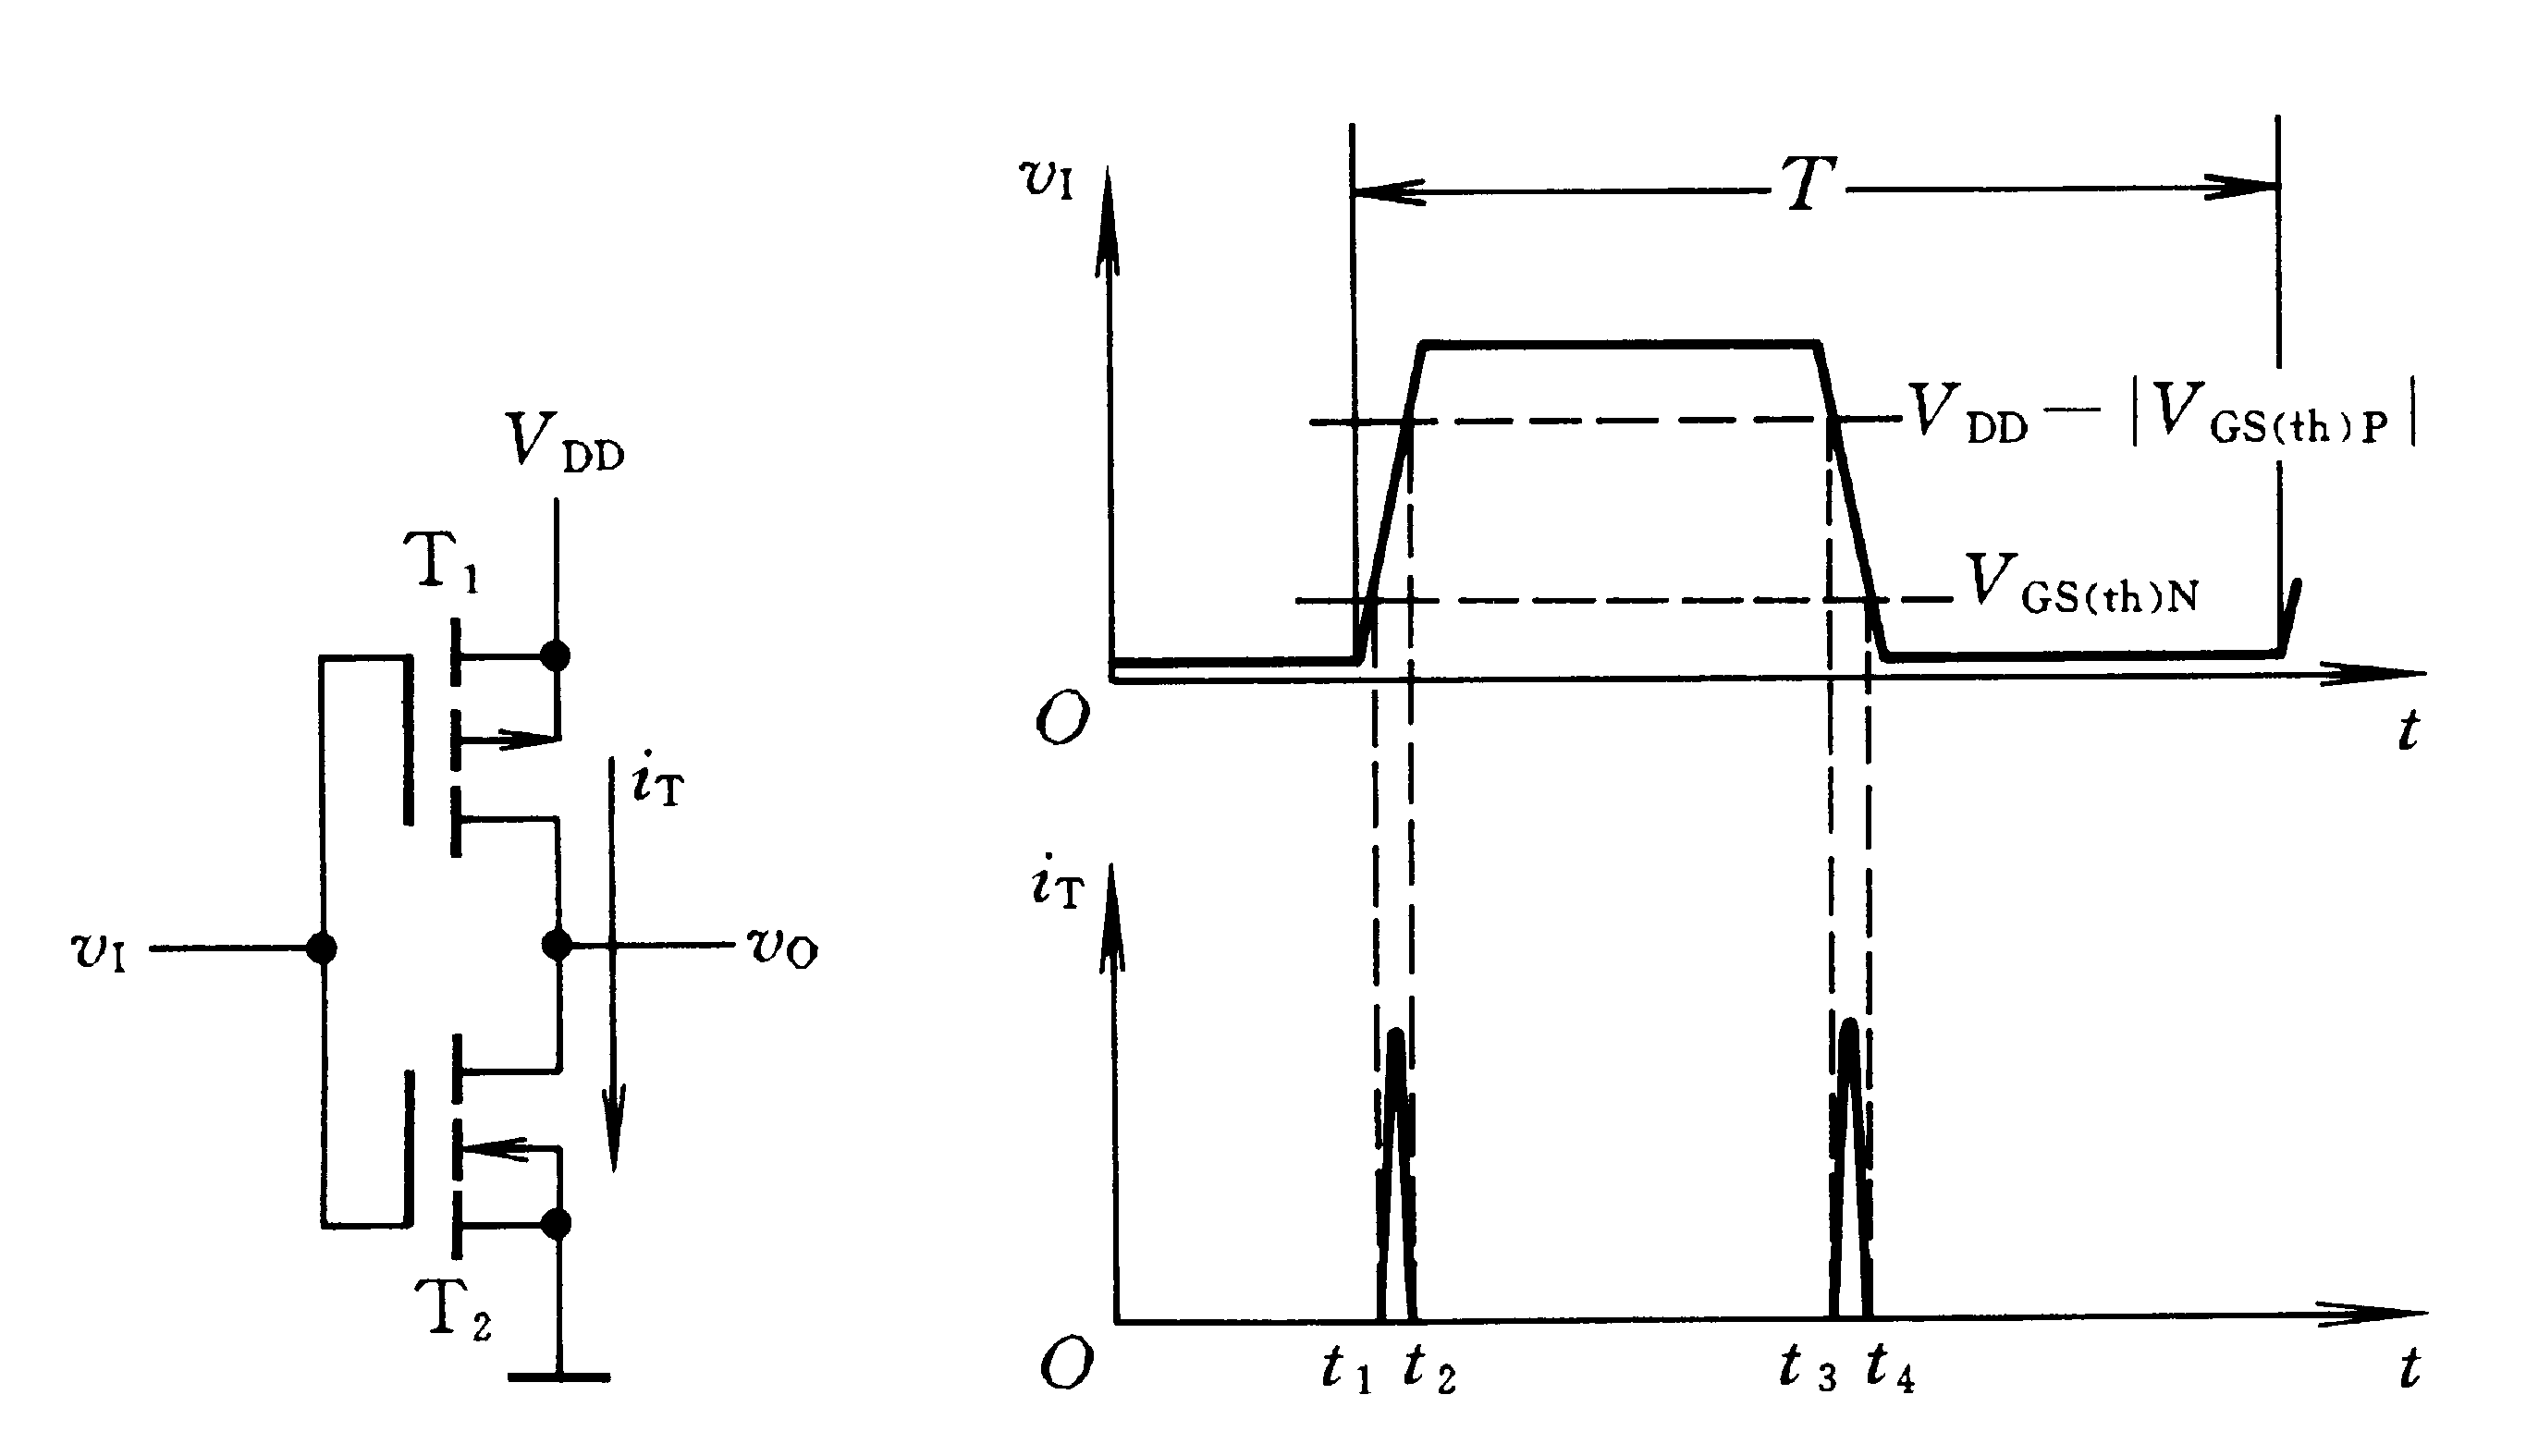 V_DD
T_1
i_T
v_I
v_O
T_2
v_I
T
V_DD − |V_GS(th)P|
V_GS(th)N
O
t
i_T
O
t_1
t_2
t_3
t_4
t